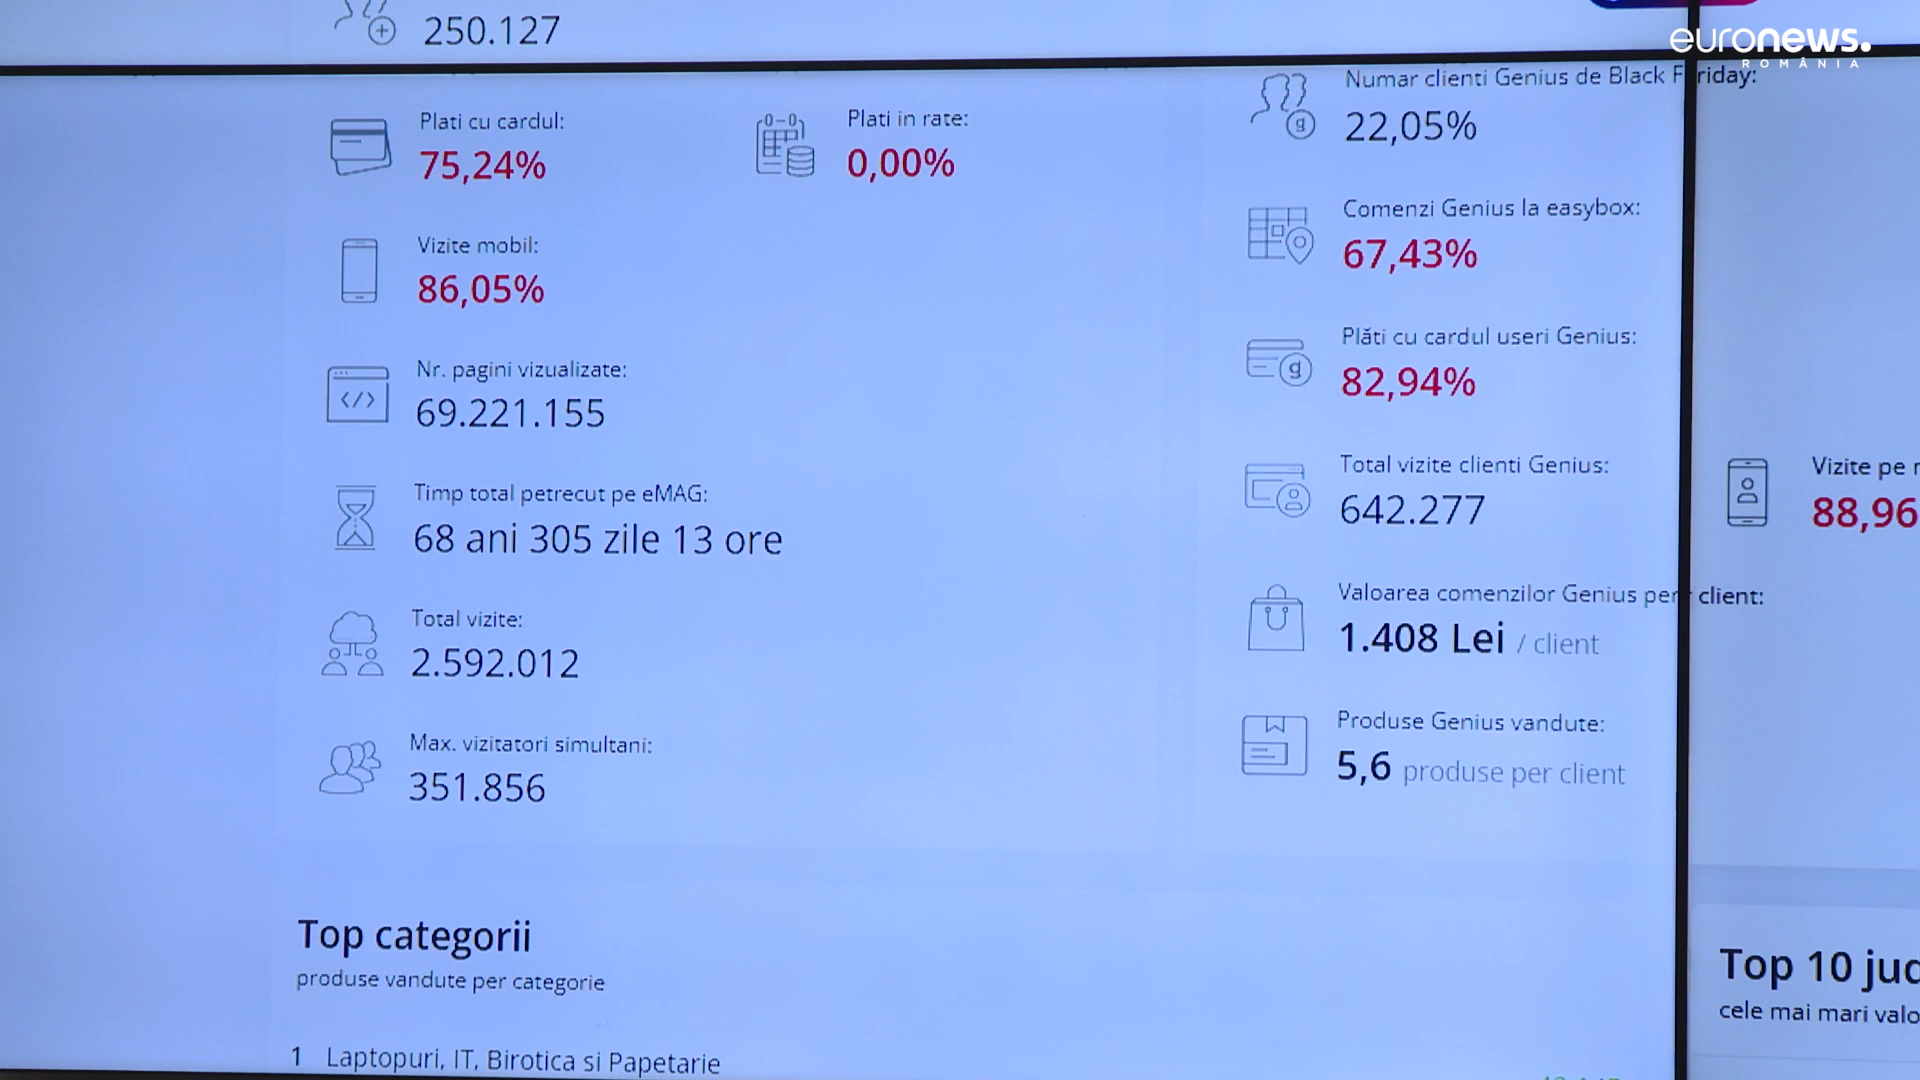 250.127
euronews.
ROMÂNIA
Plati cu cardul:
75,24%
Plati in rate:
0,00%
Vizite mobil:
86,05%
Nr. pagini vizualizate:
69.221.155
Timp total petrecut pe eMAG:
68 ani 305 zile 13 ore
Total vizite:
2.592.012
Max. vizitatori simultani:
351.856
Numar clienti Genius de Black Friday:
22,05%
Comenzi Genius la easybox:
67,43%
Plăti cu cardul useri Genius:
82,94%
Total vizite clienti Genius:
642.277
Valoarea comenzilor Genius per client:
1.408 Lei / client
Produse Genius vandute:
5,6 produse per client
Vizite pe
88,96
Top categorii
produse vandute per categorie
1 Laptopuri, IT, Birotica si Papetarie
Top 10
cele mai mari